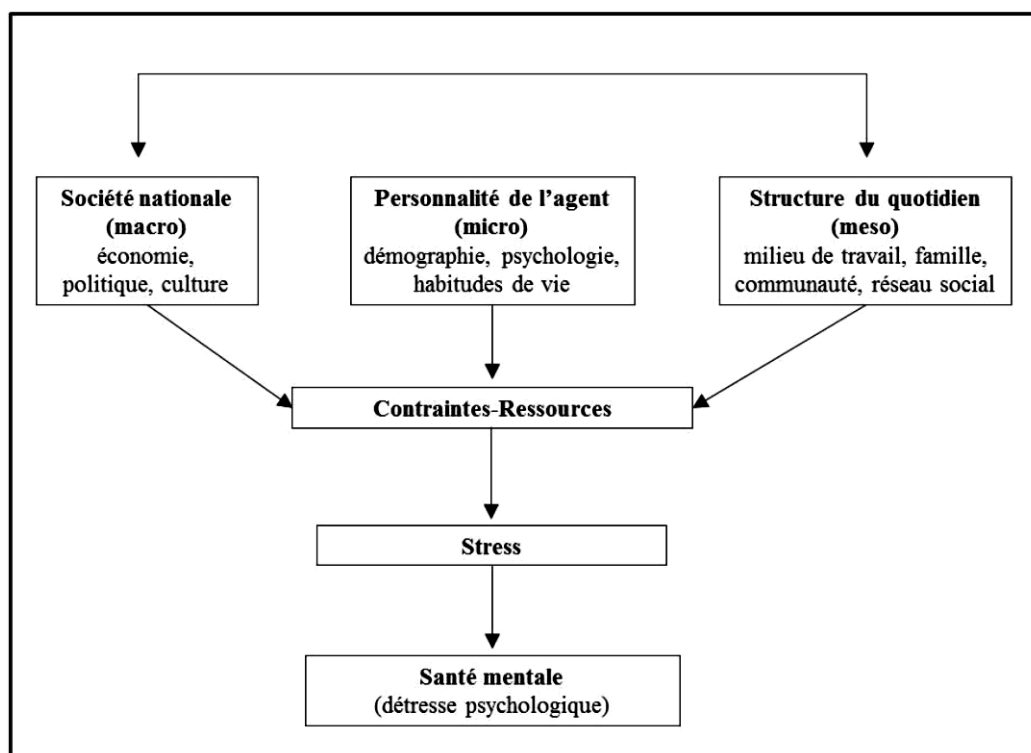 Société nationale
(macro)
économie,
politique, culture
Personnalité de l'agent
(micro)
démographie, psychologie,
habitudes de vie
Structure du quotidien
(meso)
milieu de travail, famille,
communauté, réseau social
Contraintes-Ressources
Stress
Santé mentale
(détresse psychologique)